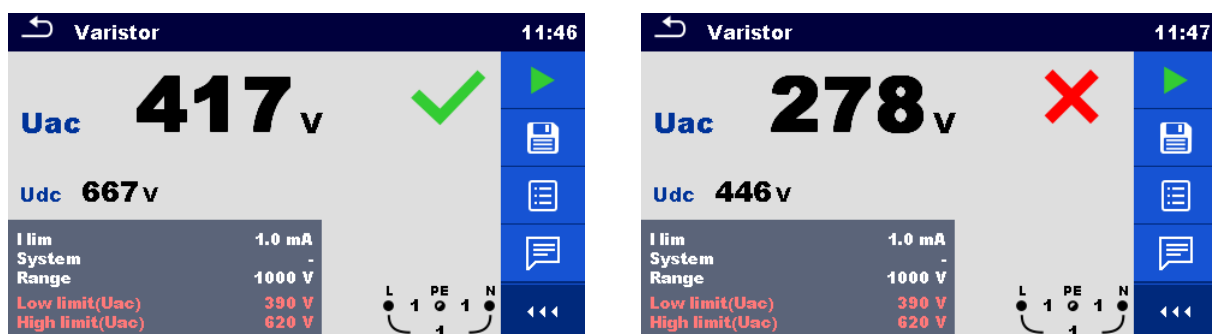 Varistor 11:46
Uac 417 V
Udc 667 V
I lim 1.0 mA
System -
Range 1000 V
Low limit(Uac) 390 V
High limit(Uac) 620 V
L PE N
1 1
1
Varistor 11:47
Uac 278 V
Udc 446 V
I lim 1.0 mA
System -
Range 1000 V
Low limit(Uac) 390 V
High limit(Uac) 620 V
L PE N
1 1
1